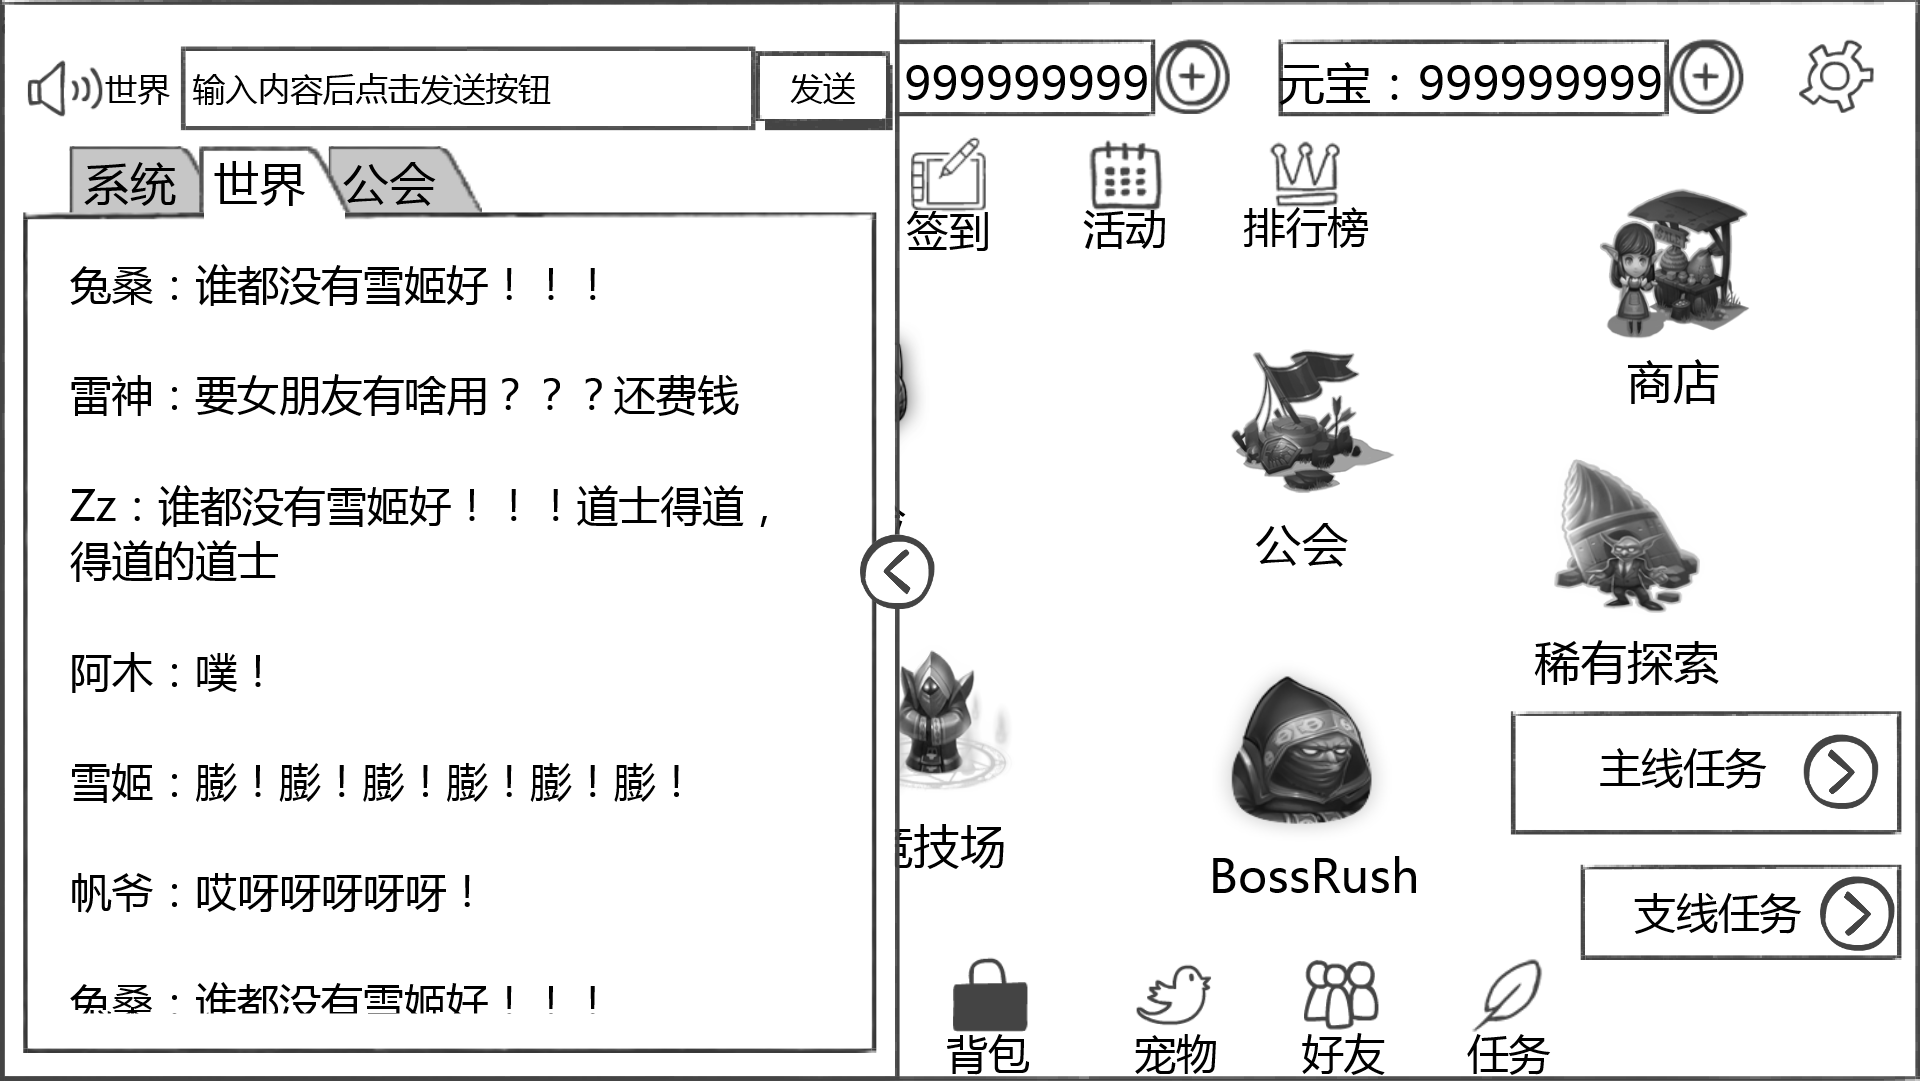 世界
输入内容后点击发送按钮
发送
系统
世界
公会
兔桑：谁都没有雪姬好！！！
雷神：要女朋友有啥用？？？还费钱
Zz：谁都没有雪姬好！！！道士得道，
得道的道士
阿木：噗！
雪姬：膨！膨！膨！膨！膨！膨！
帆爷：哎呀呀呀呀呀！
兔桑：谁都没有雪姬好！！！
999999999
元宝：999999999
签到
活动
排行榜
商店
公会
稀有探索
主线任务
技场
BossRush
支线任务
背包
宠物
好友
任务